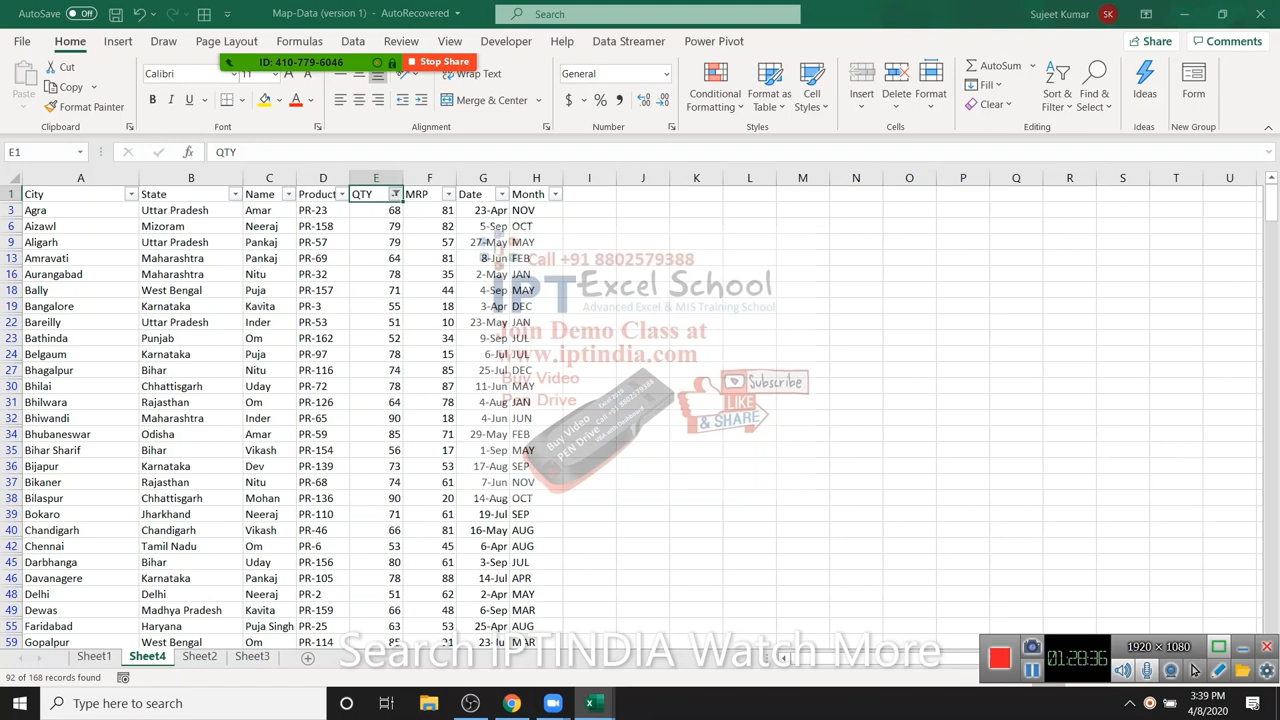 AutoSave Off Map-Data (version 1) - AutoRecovered Search Sujeet Kumar SK
File Home Insert Draw Page Layout Formulas Data Review View Developer Help Data Streamer Power Pivot Share Comments
ID: 410-779-6046 Stop Share
Paste Cut Copy Format Painter Clipboard
Calibri 11 B I U A Font
Wrap Text Merge & Center Alignment
General $ % Number
Conditional Formatting Format as Table Cell Styles Styles
Insert Delete Format Cells
AutoSum Fill Clear Sort & Filter Find & Select Editing
Ideas Ideas
Form New Group
E1 fx QTY
A B C D E F G H I J K L M N O P Q R S T U
1 City State Name Product QTY MRP Date Month
3 Agra Uttar Pradesh Amar PR-23 68 81 23-Apr NOV
6 Aizawl Mizoram Neeraj PR-158 79 82 5-Sep OCT
9 Aligarh Uttar Pradesh Pankaj PR-57 79 57 27-May MAY
13 Amravati Maharashtra Pankaj PR-69 64 81 8-Jun FEB
16 Aurangabad Maharashtra Nitu PR-32 78 35 2-May JAN
18 Bally West Bengal Puja PR-157 71 44 4-Sep MAY
19 Bangalore Karnataka Kavita PR-3 55 18 3-Apr DEC
22 Bareilly Uttar Pradesh Inder PR-53 51 10 23-May JAN
23 Bathinda Punjab Om PR-162 52 34 9-Sep JUL
24 Belgaum Karnataka Puja PR-97 78 15 6-Jul JUL
27 Bhagalpur Bihar Nitu PR-116 74 85 25-Jul DEC
30 Bhilai Chhattisgarh Uday PR-72 78 87 11-Jun MAY
31 Bhilwara Rajasthan Om PR-126 64 78 4-Aug JAN
32 Bhiwandi Maharashtra Inder PR-65 90 18 4-Jun JUN
34 Bhubaneswar Odisha Amar PR-59 85 71 29-May FEB
35 Bihar Sharif Bihar Vikash PR-154 56 17 1-Sep MAY
36 Bijapur Karnataka Dev PR-139 73 53 17-Aug SEP
37 Bikaner Rajasthan Nitu PR-68 74 61 7-Jun NOV
38 Bilaspur Chhattisgarh Mohan PR-136 90 20 14-Aug OCT
39 Bokaro Jharkhand Neeraj PR-110 71 61 19-Jul SEP
40 Chandigarh Chandigarh Vikash PR-46 66 81 16-May AUG
42 Chennai Tamil Nadu Om PR-6 53 45 6-Apr AUG
45 Darbhanga Bihar Uday PR-156 80 61 3-Sep JUL
46 Davanagere Karnataka Pankaj PR-105 78 88 14-Jul APR
48 Delhi Delhi Neeraj PR-2 51 62 2-Apr MAY
49 Dewas Madhya Pradesh Kavita PR-159 66 48 6-Sep MAR
55 Faridabad Haryana Puja Singh PR-25 63 53 25-Apr AUG
59 Gopalpur West Bengal Om PR-114 85 21 23-Jul MAR
Call +91 8802579388
IPT Excel School
Advanced Excel & MIS Training School
Join Demo Class at
www.iptindia.com
Buy Video
PEN Drive
Subscribe
LIKE
& SHARE
Buy Video
PEN Drive
Call +91 8802579388
Search IPTINDIA Watch More
Sheet1 Sheet4 Sheet2 Sheet3
92 of 168 records found
01:28:36 1920 × 1080
Type here to search
3:39 PM
4/8/2020